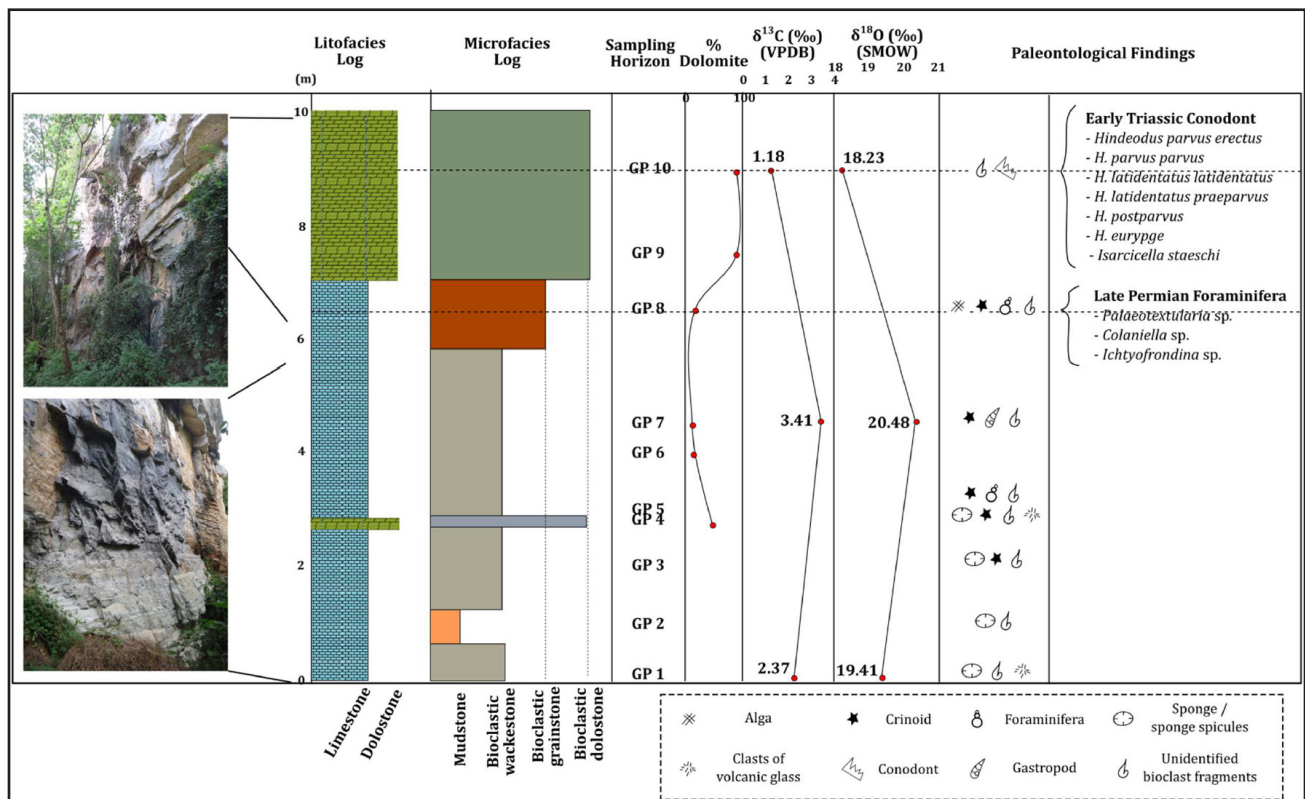 Litofacies
Log
Microfacies
Log
Sampling
Horizon
%
Dolomite
δ13C (‰)
(VPDB)
δ18O (‰)
(SMOW)
Paleontological Findings
(m)
0 1 2 3 4
18 19 20 21
0 100
10
8
6
4
2
0
GP 10
GP 9
GP 8
GP 7
GP 6
GP 5
GP 4
GP 3
GP 2
GP 1
1.18
3.41
2.37
18.23
20.48
19.41
Early Triassic Conodont
- Hindeodus parvus erectus
- H. parvus parvus
- H. latidentatus latidentatus
- H. latidentatus praeparvus
- H. postparvus
- H. eurypge
- Isarcicella staeschi
Late Permian Foraminifera
- Palaeotextularia sp.
- Colaniella sp.
- Ichtyofrondina sp.
Limestone
Dolostone
Mudstone
Bioclastic
wackestone
Bioclastic
grainstone
Bioclastic
dolostone
Alga
Crinoid
Foraminifera
Sponge /
sponge spicules
Clasts of
volcanic glass
Conodont
Gastropod
Unidentified
bioclast fragments